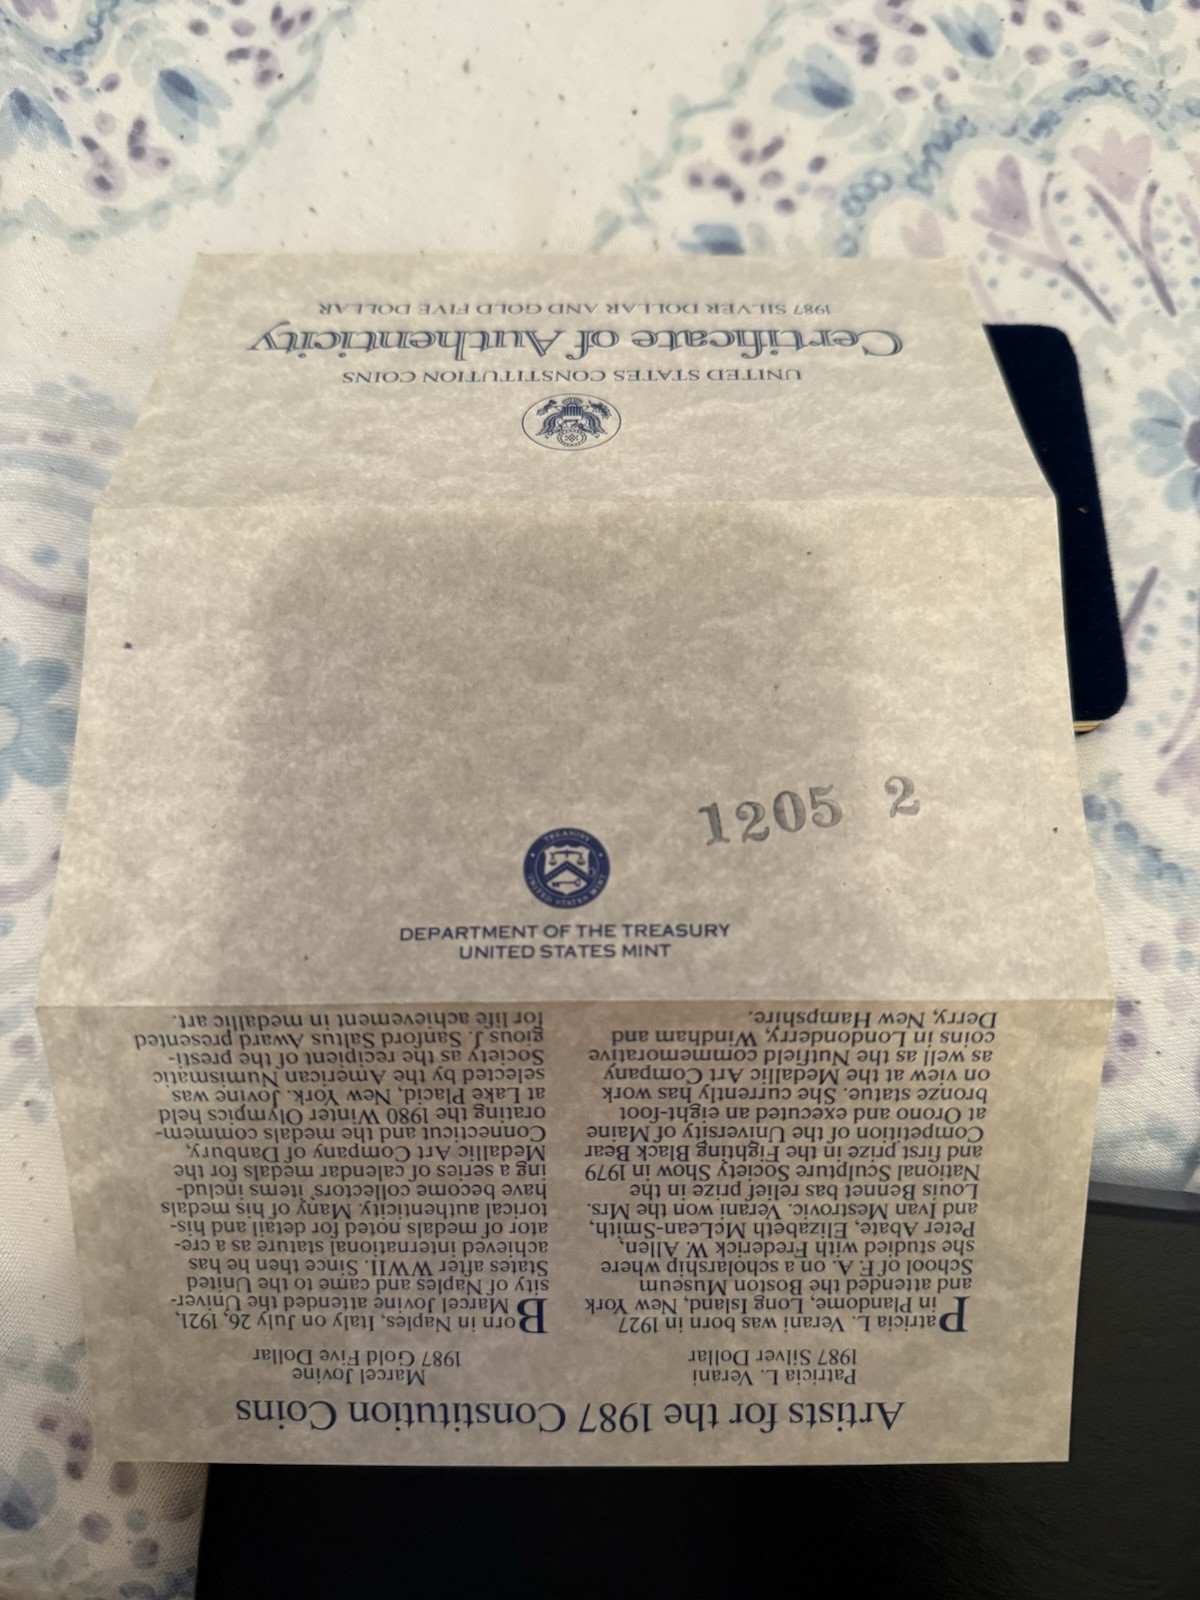 1987 SILVER DOLLAR AND GOLD FIVE DOLLAR
Certificate of Authenticity
UNITED STATES CONSTITUTION COINS
1205 2
TREASURY
UNITED STATES MINT
DEPARTMENT OF THE TREASURY
UNITED STATES MINT
Artists for the 1987 Constitution Coins
Patricia L. Verani
1987 Silver Dollar
Patricia L. Verani was born in 1927
in Plandome, Long Island, New York
and attended the Boston Museum
School of F. A. on a scholarship where
she studied with Frederick W. Allen,
Peter Abate, Elizabeth McLean-Smith,
and Ivan Mestrovic. Verani won the Mrs.
Louis Bennet bas relief prize in the
National Sculpture Society Show in 1979
and first prize in the Fighting Black Bear
Competition of the University of Maine
at Orono and executed an eight-foot
bronze statue. She currently has work
on view at the Medallic Art Company
as well as the Nutfield commemorative
coins in Londonderry, Windham and
Derry, New Hampshire.
Marcel Jovine
1987 Gold Five Dollar
Born in Naples, Italy on July 26, 1921,
Marcel Jovine attended the Univer-
sity of Naples and came to the United
States after WWII. Since then he has
achieved international stature as a cre-
ator of medals noted for detail and his-
torical authenticity. Many of his medals
have become collectors' items includ-
ing a series of calendar medals for the
Medallic Art Company of Danbury,
Connecticut and the medals commem-
orating the 1980 Winter Olympics held
at Lake Placid, New York. Jovine was
selected by the American Numismatic
Society as the recipient of the presti-
gious J. Sanford Saltus Award presented
for life achievement in medallic art.